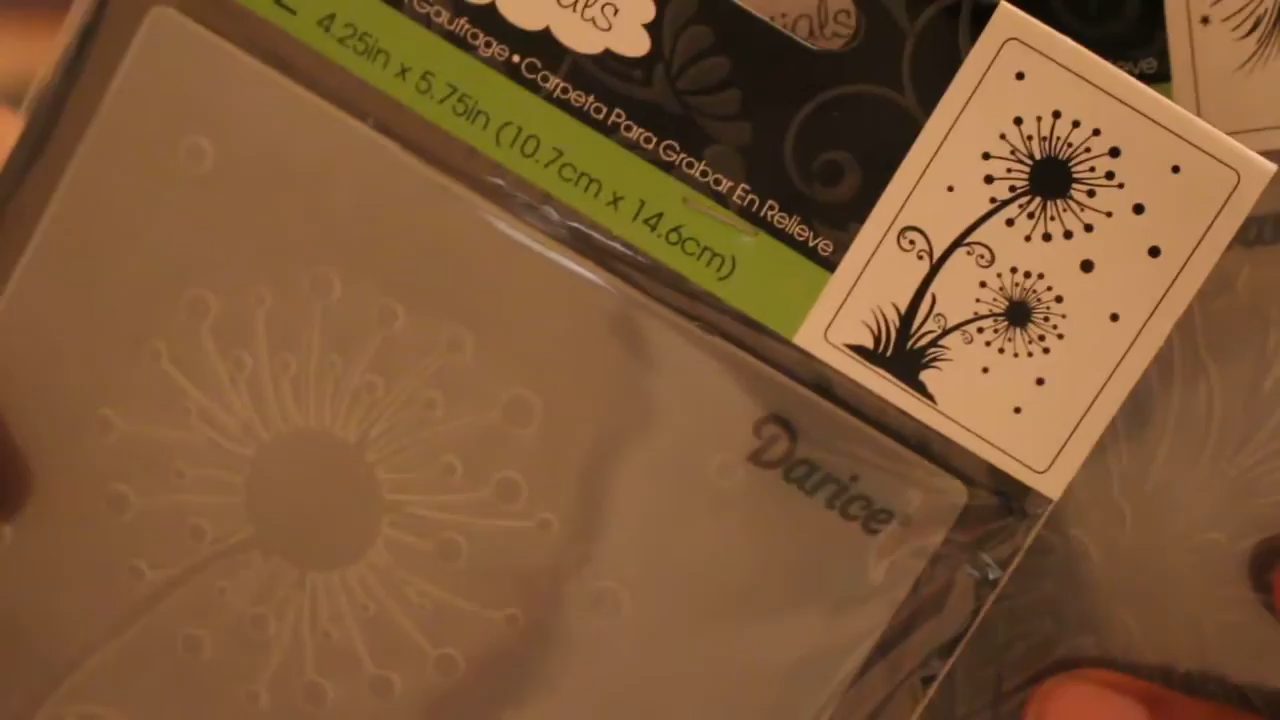 Gaufrage • Carpeta Para Grabar En Relieve
4.25in x 5.75in (10.7cm x 14.6cm)
Darice